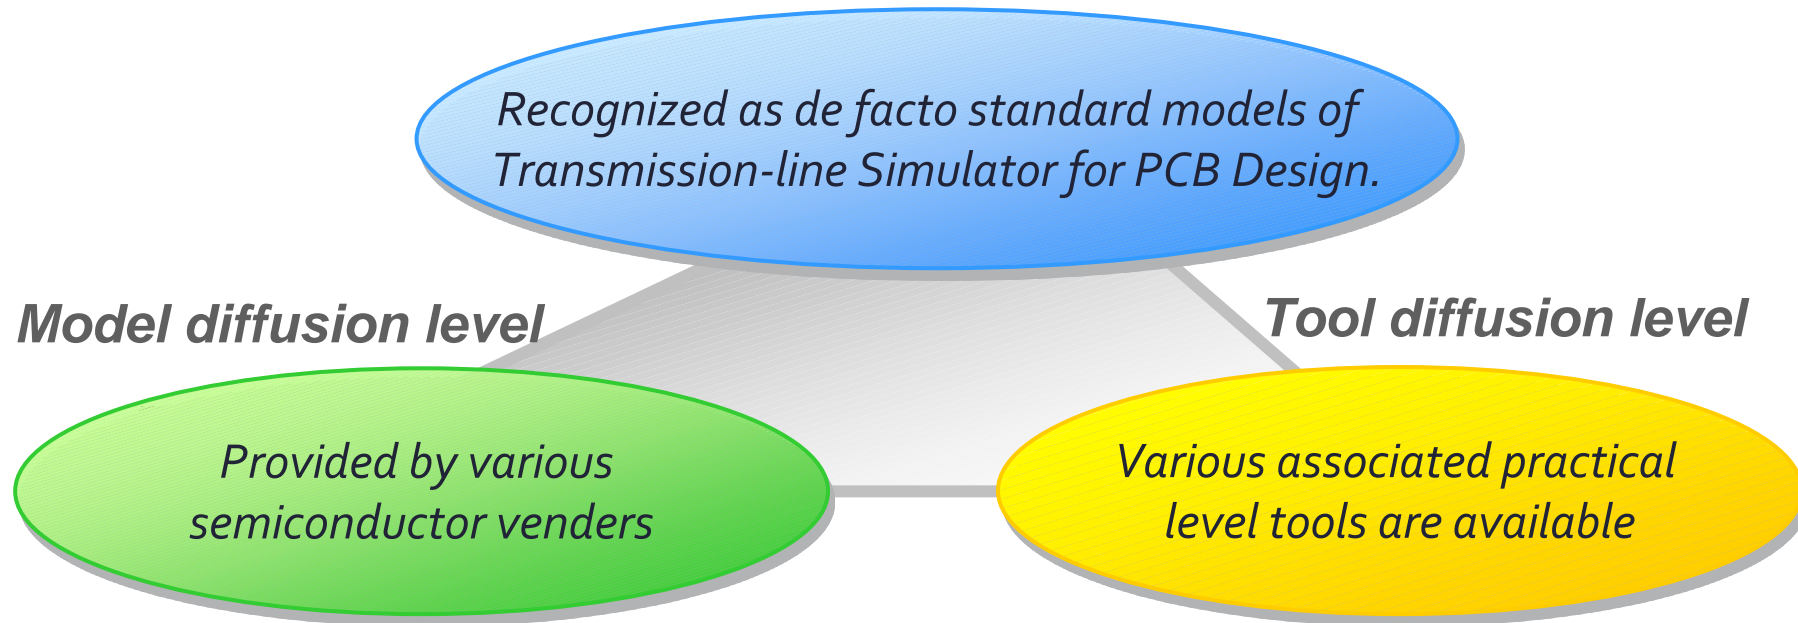 Recognized as de facto standard models of
Transmission-line Simulator for PCB Design.
Model diffusion level
Tool diffusion level
Provided by various
semiconductor venders
Various associated practical
level tools are available